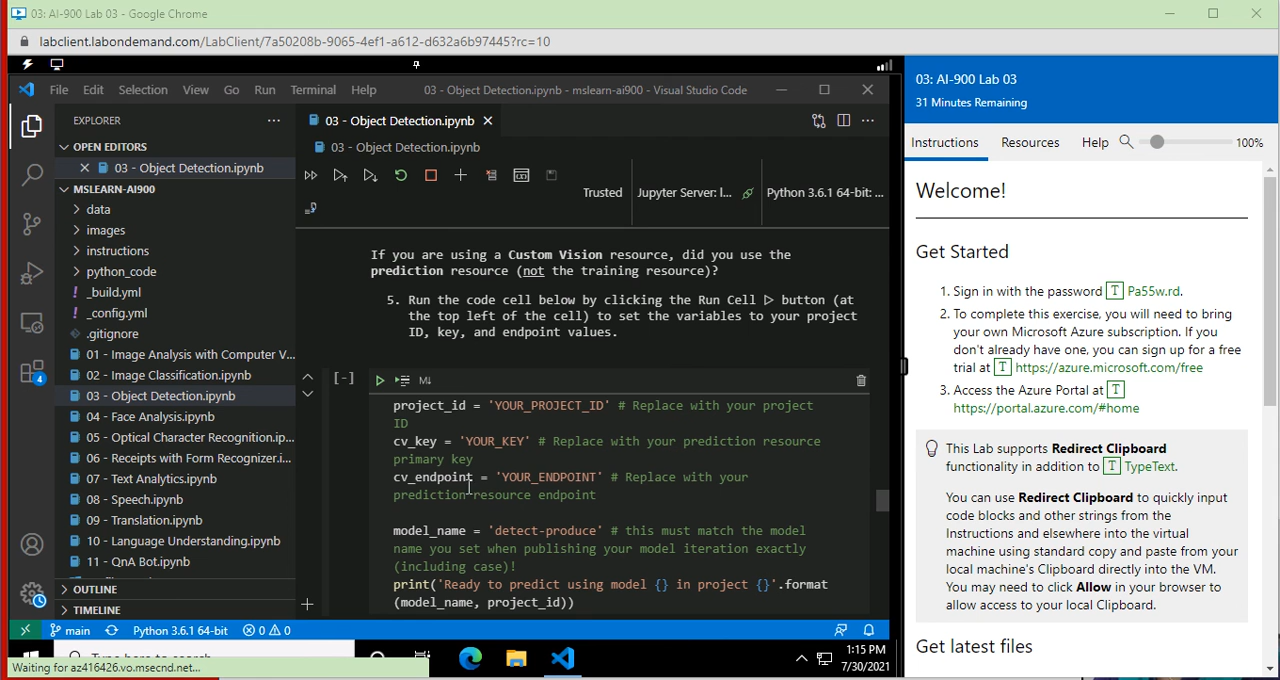 03: AI-900 Lab 03 - Google Chrome
labclient.labondemand.com/LabClient/7a50208b-9065-4ef1-a612-d632a6b97445?rc=10
File Edit Selection View Go Run Terminal Help
03 - Object Detection.ipynb - mslearn-ai900 - Visual Studio Code
EXPLORER
OPEN EDITORS
03 - Object Detection.ipynb
MSLEARN-AI900
data
images
instructions
python_code
_build.yml
_config.yml
.gitignore
01 - Image Analysis with Computer V...
02 - Image Classification.ipynb
03 - Object Detection.ipynb
04 - Face Analysis.ipynb
05 - Optical Character Recognition.ip...
06 - Receipts with Form Recognizer.i...
07 - Text Analytics.ipynb
08 - Speech.ipynb
09 - Translation.ipynb
10 - Language Understanding.ipynb
11 - QnA Bot.ipynb
OUTLINE
TIMELINE
4
03 - Object Detection.ipynb
03 - Object Detection.ipynb
Trusted
Jupyter Server: l...
Python 3.6.1 64-bit: ...
If you are using a Custom Vision resource, did you use the
prediction resource (not the training resource)?
5. Run the code cell below by clicking the Run Cell ▷ button (at
the top left of the cell) to set the variables to your project
ID, key, and endpoint values.
[-]
M↓
project_id = 'YOUR_PROJECT_ID' # Replace with your project
ID
cv_key = 'YOUR_KEY' # Replace with your prediction resource
primary key
cv_endpoint = 'YOUR_ENDPOINT' # Replace with your
prediction resource endpoint
model_name = 'detect-produce' # this must match the model
name you set when publishing your model iteration exactly
(including case)!
print('Ready to predict using model {} in project {}'.format
(model_name, project_id))
main
Python 3.6.1 64-bit
0
0
Type here to search
Waiting for az416426.vo.msecnd.net...
1:15 PM
7/30/2021
03: AI-900 Lab 03
31 Minutes Remaining
Instructions Resources Help
100%
Welcome!
Get Started
1. Sign in with the password T Pa55w.rd.
2. To complete this exercise, you will need to bring
your own Microsoft Azure subscription. If you
don't already have one, you can sign up for a free
trial at T https://azure.microsoft.com/free
3. Access the Azure Portal at T
https://portal.azure.com/#home
This Lab supports Redirect Clipboard
functionality in addition to T TypeText.
You can use Redirect Clipboard to quickly input
code blocks and other strings from the
Instructions and elsewhere into the virtual
machine using standard copy and paste from your
local machine's Clipboard directly into the VM.
You may need to click Allow in your browser to
allow access to your local Clipboard.
Get latest files